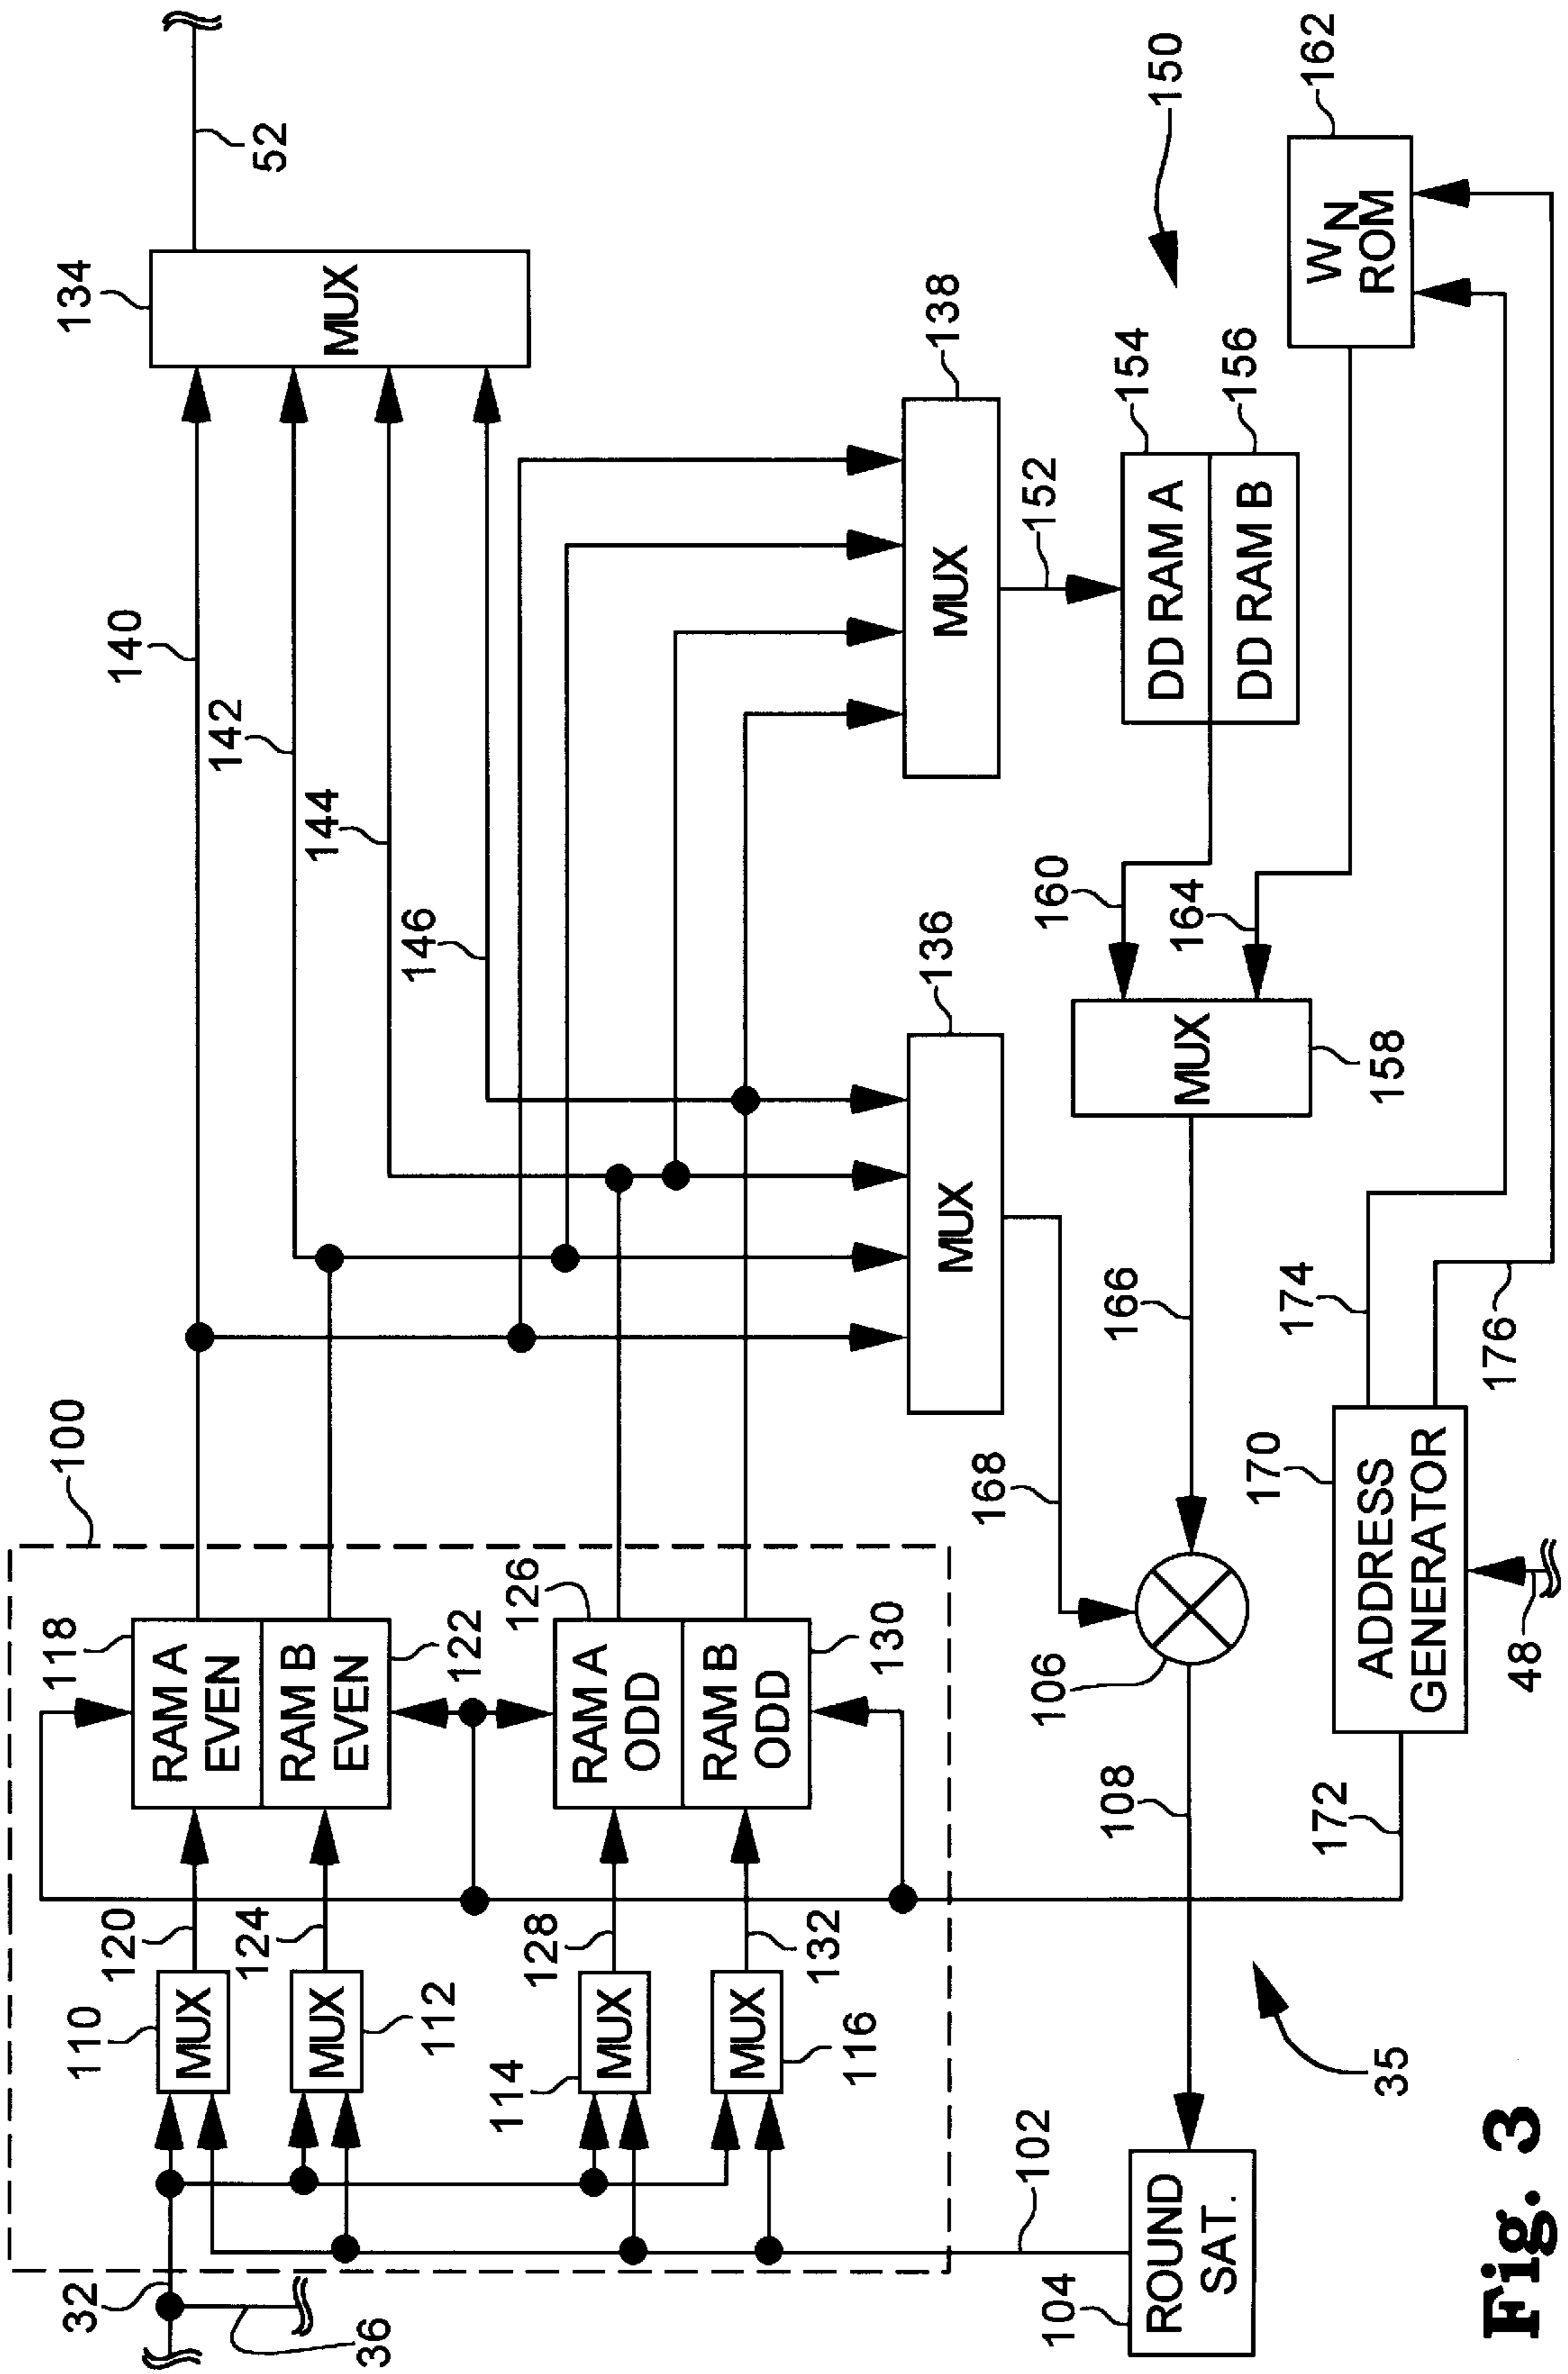 134
52
140
142
144
146
138
136
150
152
154
156
162
160
164
158
166
168
174
176
170
172
48
106
108
100
118
122
126
130
120
124
128
132
110
112
114
116
32
36
102
104
35
MUX
MUX
MUX
MUX
MUX
MUX
MUX
MUX
RAM A
EVEN
RAM B
EVEN
RAM A
ODD
RAM B
ODD
DD RAM A
DD RAM B
W N
ROM
ADDRESS
GENERATOR
ROUND
SAT.
Fig. 3